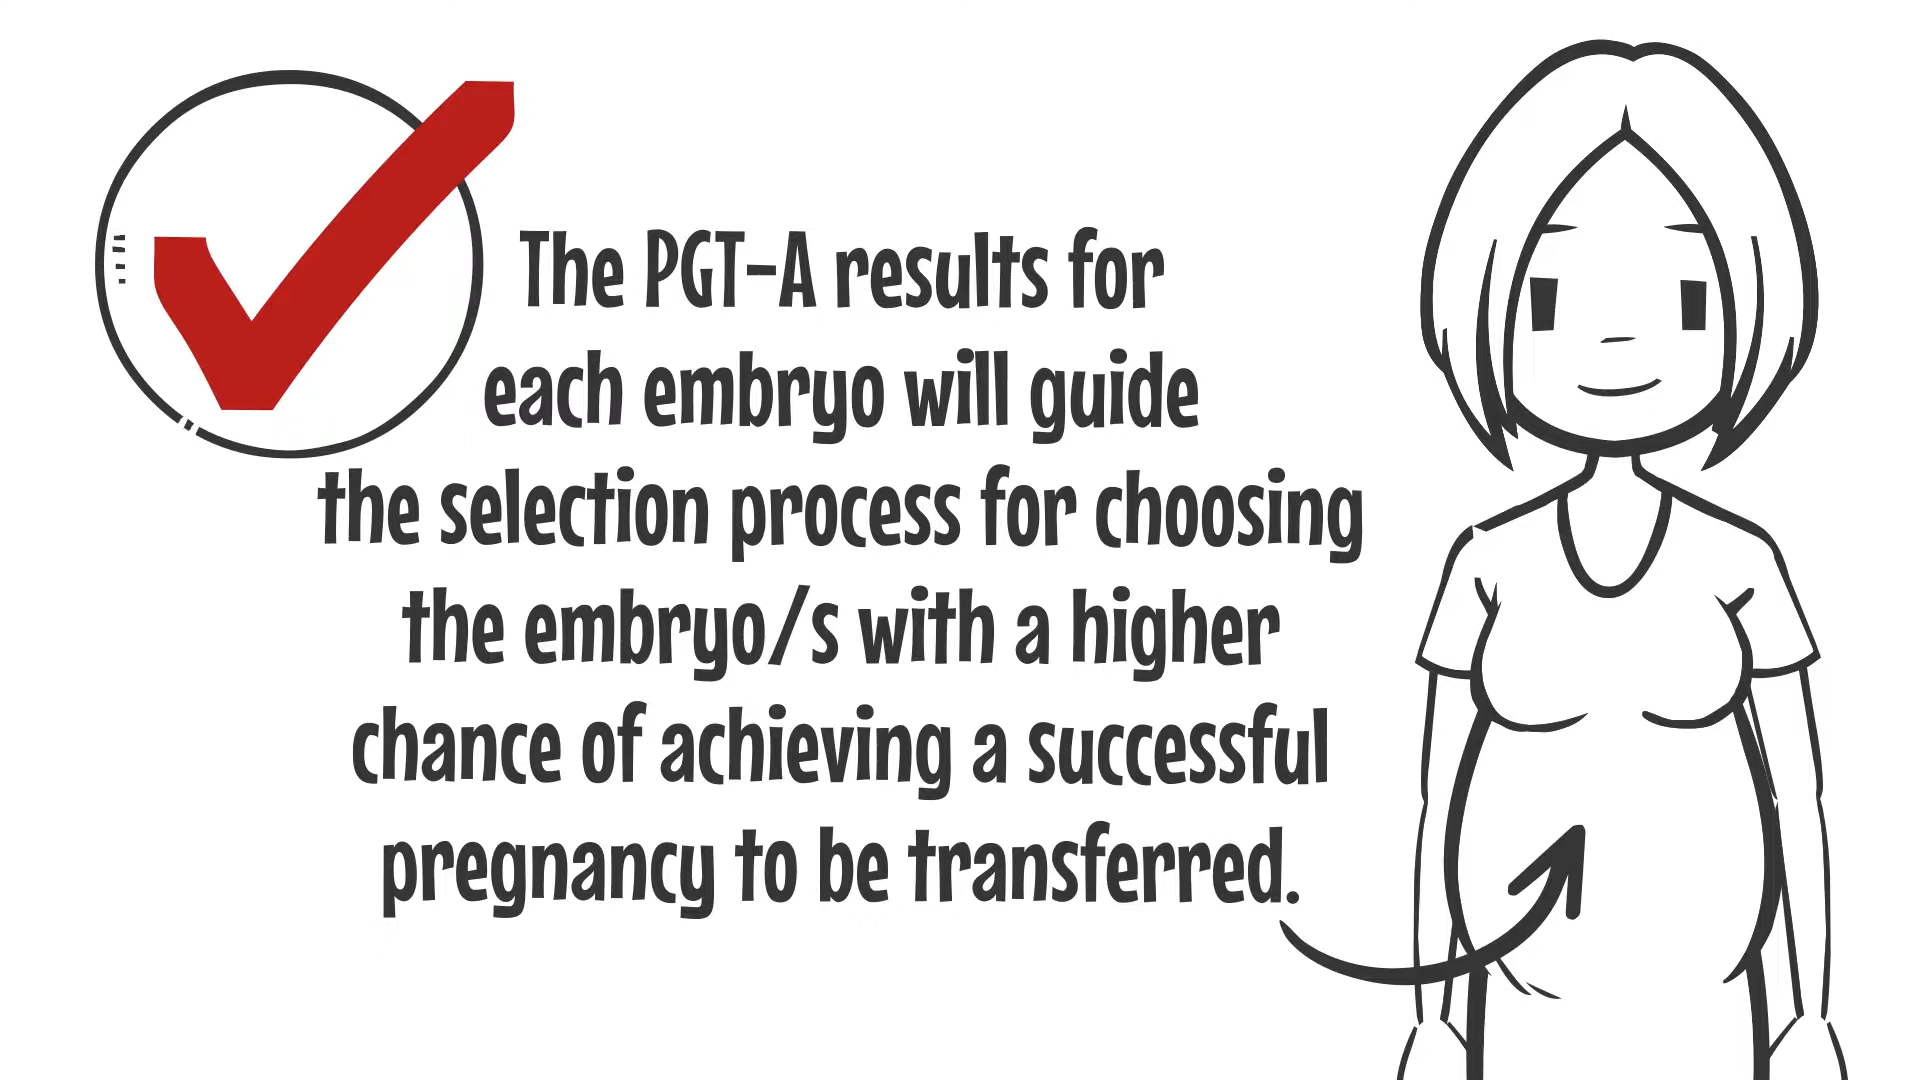 The PGT-A results for
each embryo will guide
the selection process for choosing
the embryo/s with a higher
chance of achieving a successful
pregnancy to be transferred.